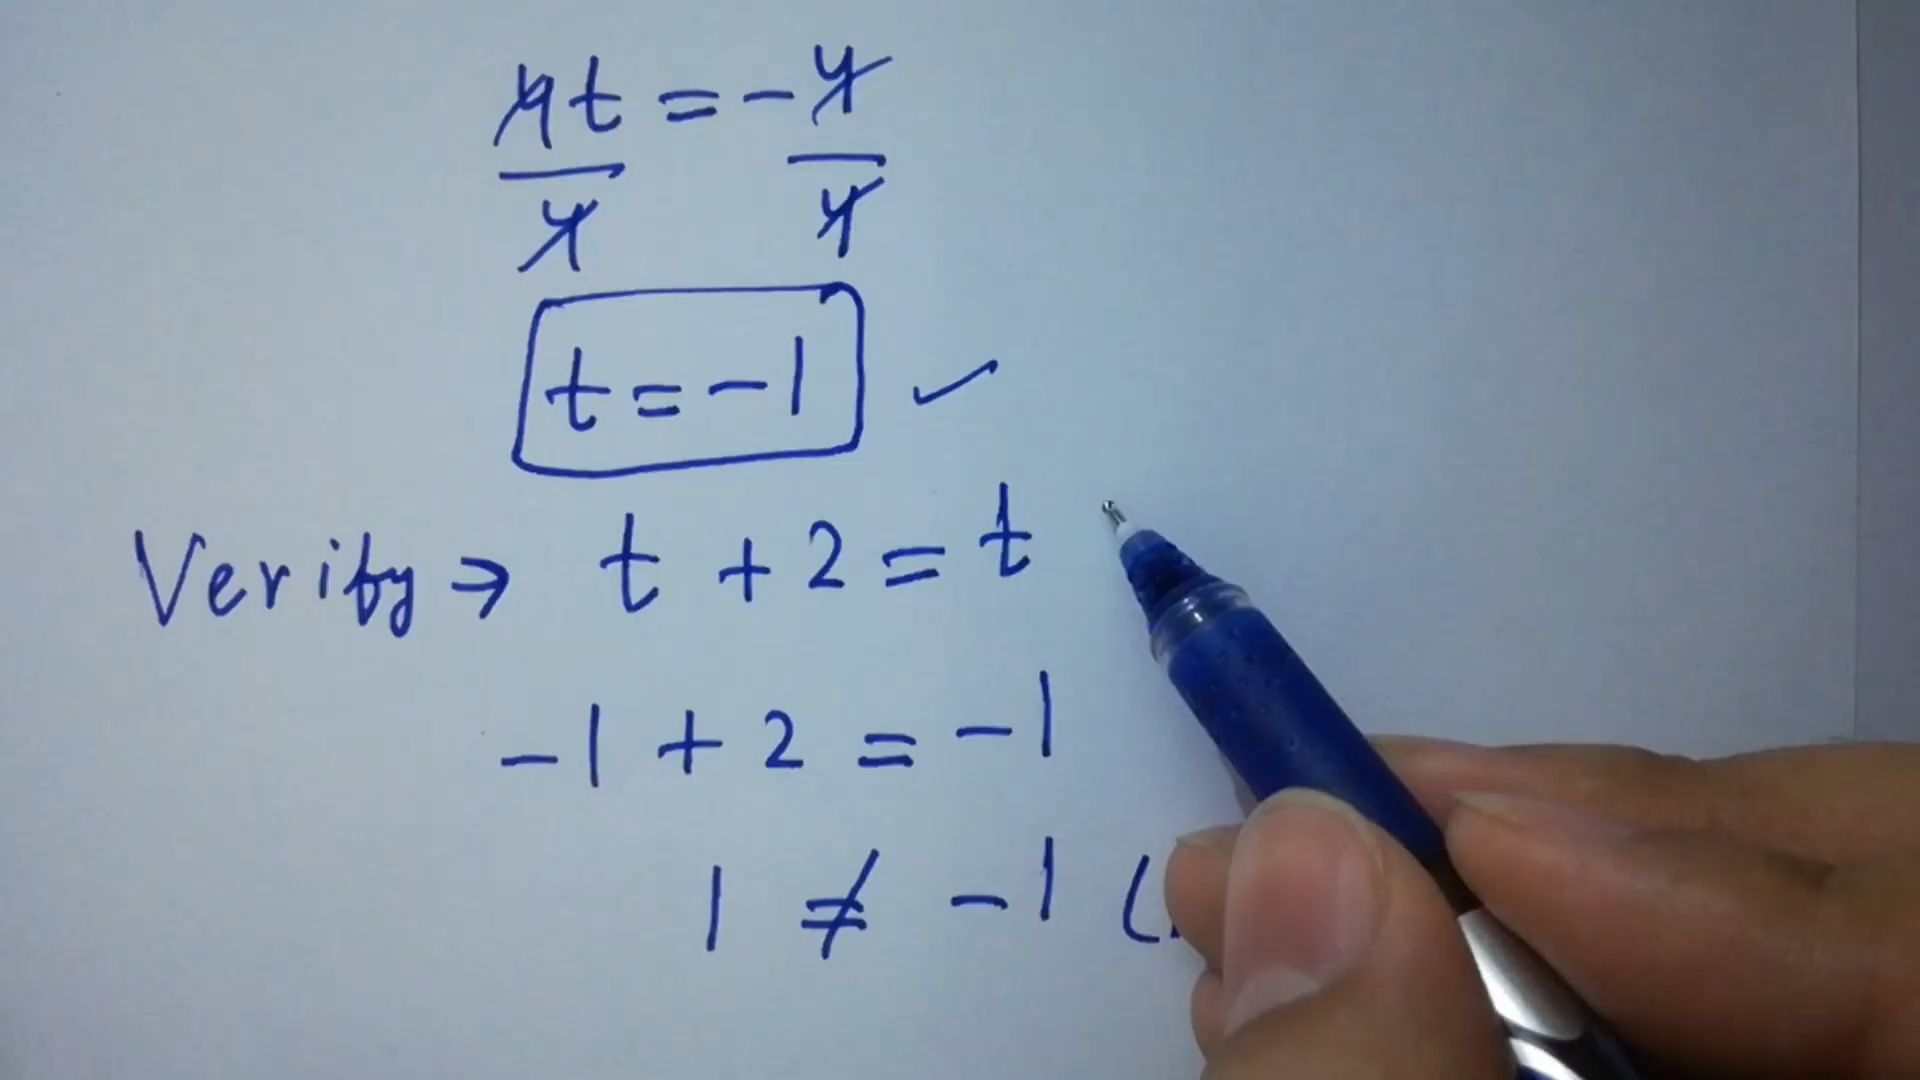 4t = -4
4 4
t = -1 ✓
Verify → t + 2 = t
-1 + 2 = -1
1 ≠ -1 (